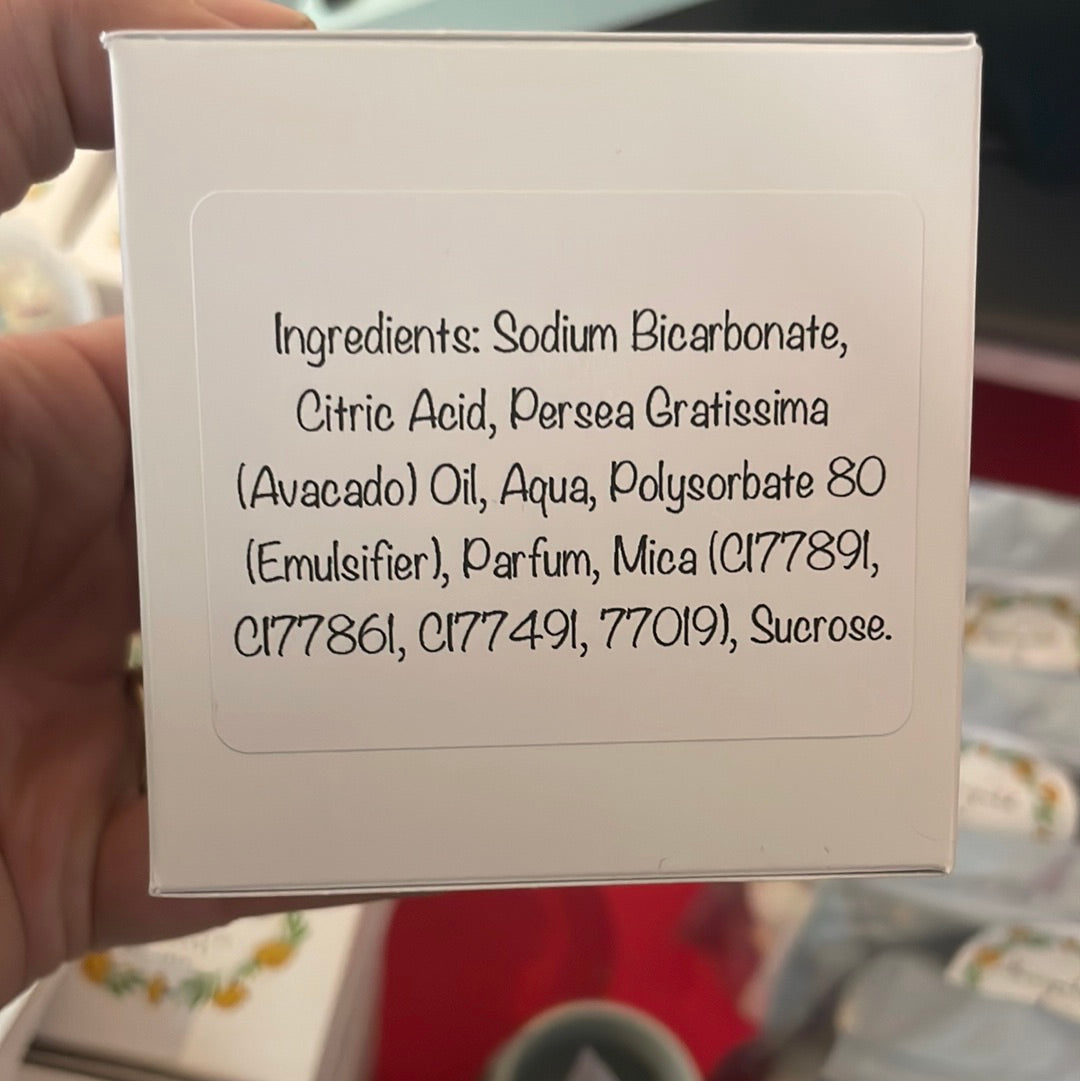 Ingredients: Sodium Bicarbonate,
Citric Acid, Persea Gratissima
(Avacado) Oil, Aqua, Polysorbate 80
(Emulsifier), Parfum, Mica (CI77891,
CI77861, CI77491, 77019), Sucrose.